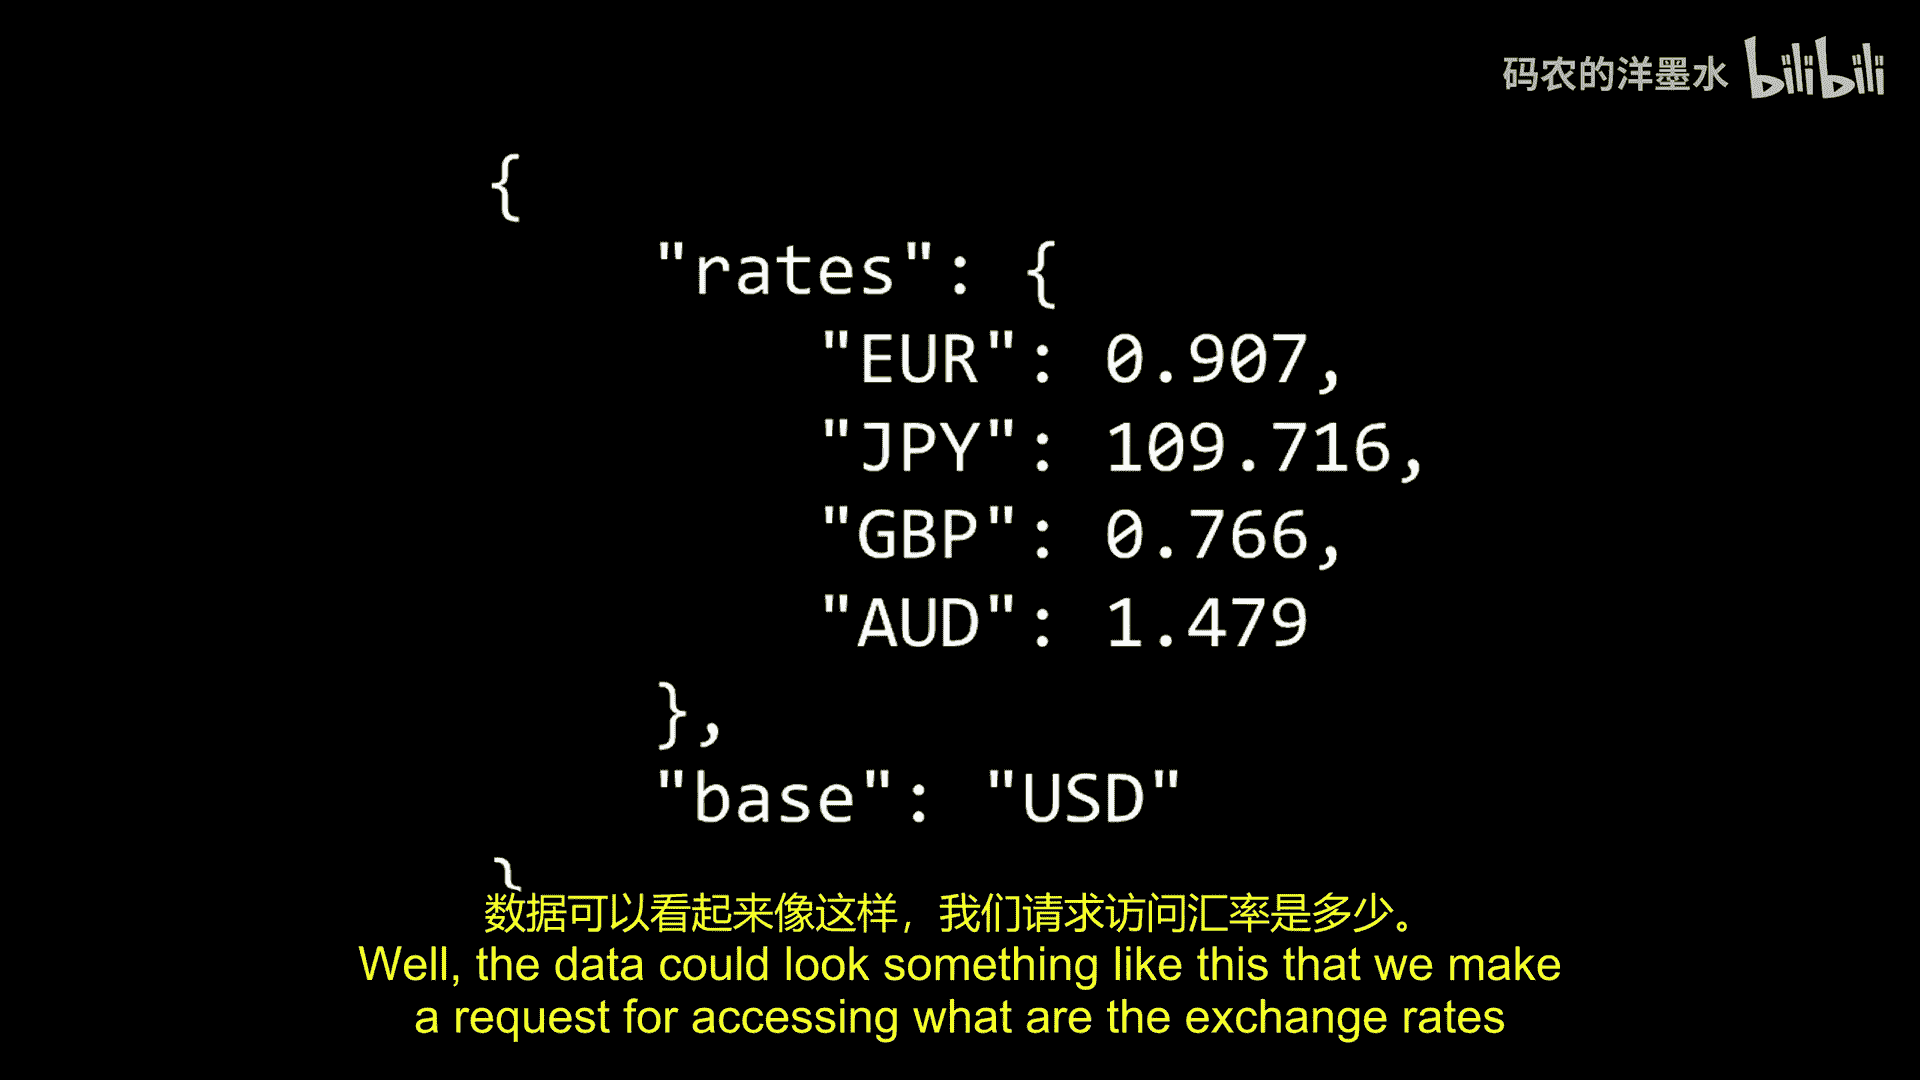 码农的洋墨水 bilibili
{
"rates": {
"EUR": 0.907,
"JPY": 109.716,
"GBP": 0.766,
"AUD": 1.479
},
"base": "USD"
}
数据可以看起来像这样，我们请求访问汇率是多少。
Well, the data could look something like this that we make
a request for accessing what are the exchange rates